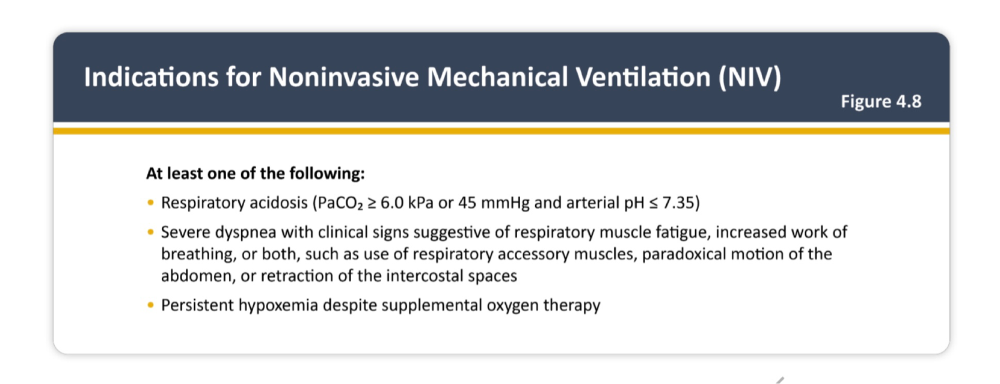 Indications for Noninvasive Mechanical Ventilation (NIV)
Figure 4.8
At least one of the following:
• Respiratory acidosis (PaCO₂ ≥ 6.0 kPa or 45 mmHg and arterial pH ≤ 7.35)
• Severe dyspnea with clinical signs suggestive of respiratory muscle fatigue, increased work of
breathing, or both, such as use of respiratory accessory muscles, paradoxical motion of the
abdomen, or retraction of the intercostal spaces
• Persistent hypoxemia despite supplemental oxygen therapy